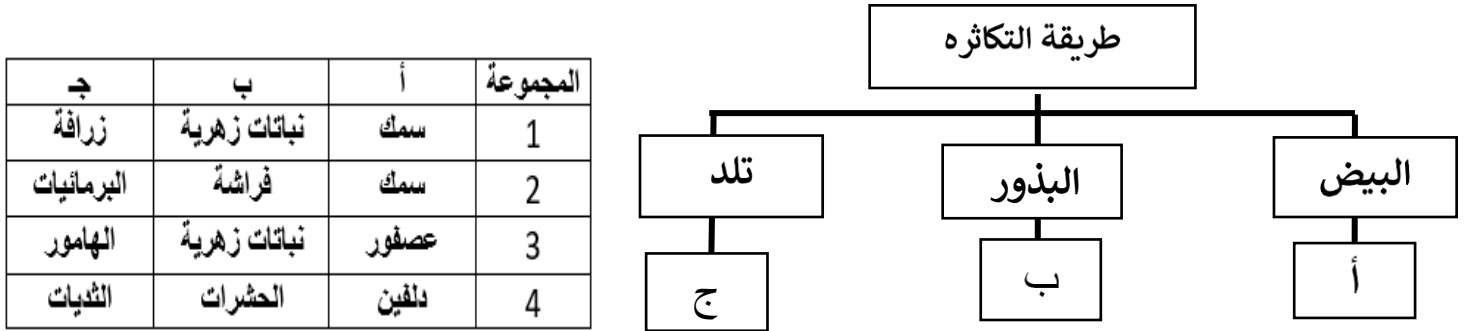 طريقة التكاثره
البيض البذور تلد
أ ب ج
المجموعة أ ب جـ
1 سمك نباتات زهرية زرافة
2 سمك فراشة البرمائيات
3 عصفور نباتات زهرية الهامور
4 دلفين الحشرات الثديات